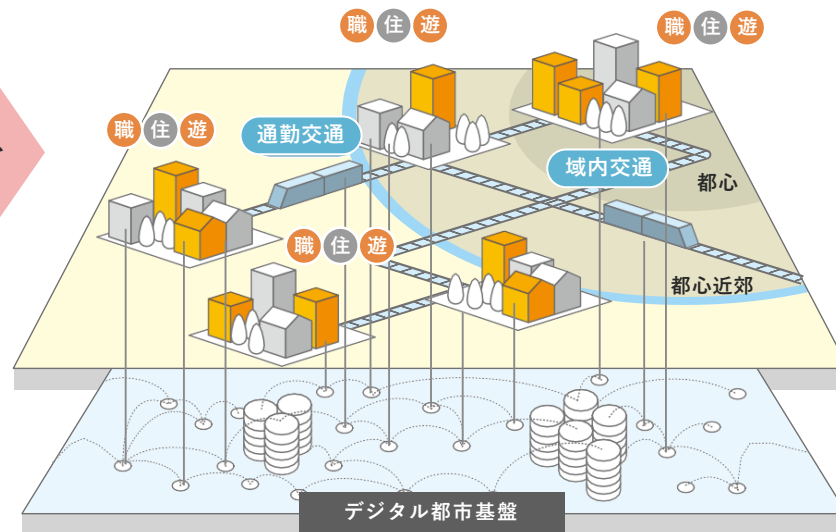 職 住 遊
職 住 遊
職 住 遊
通勤交通
域内交通
都心
職 住 遊
都心近郊
デジタル都市基盤